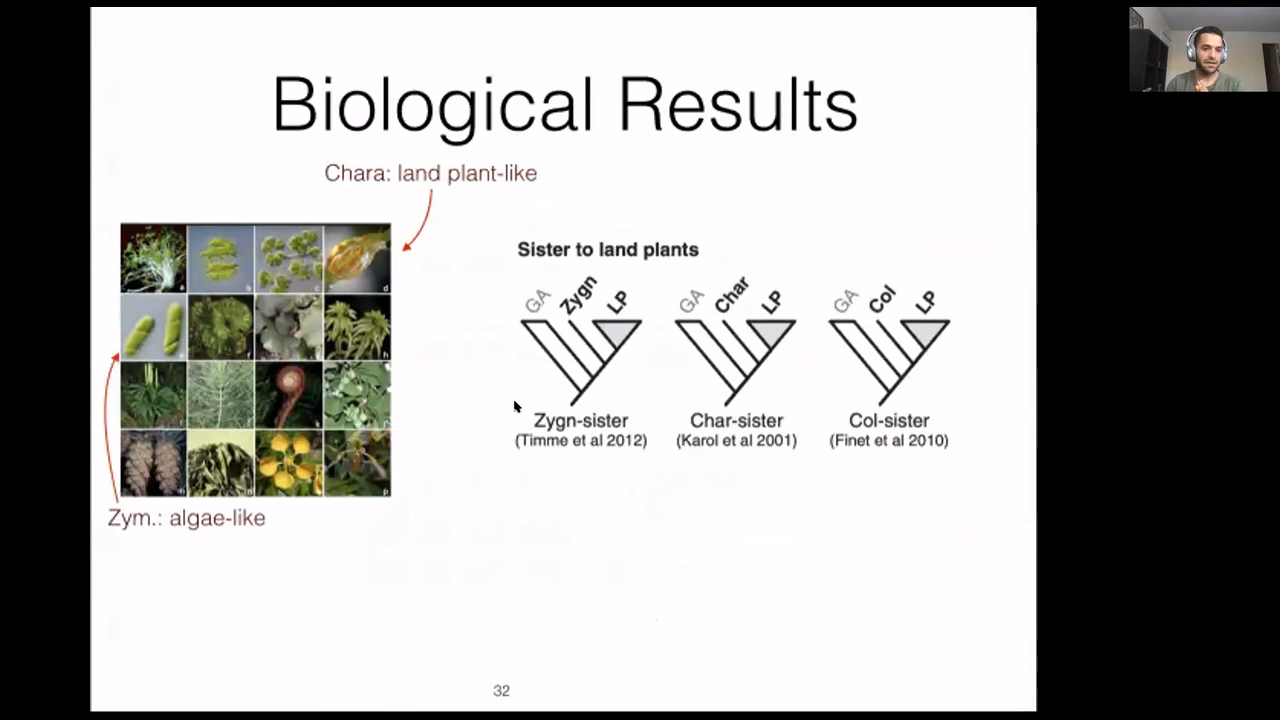 Biological Results
Chara: land plant-like
Sister to land plants
GA Zygn LP
GA Char LP
GA Col LP
Zygn-sister
(Timme et al 2012)
Char-sister
(Karol et al 2001)
Col-sister
(Finet et al 2010)
Zym.: algae-like
32